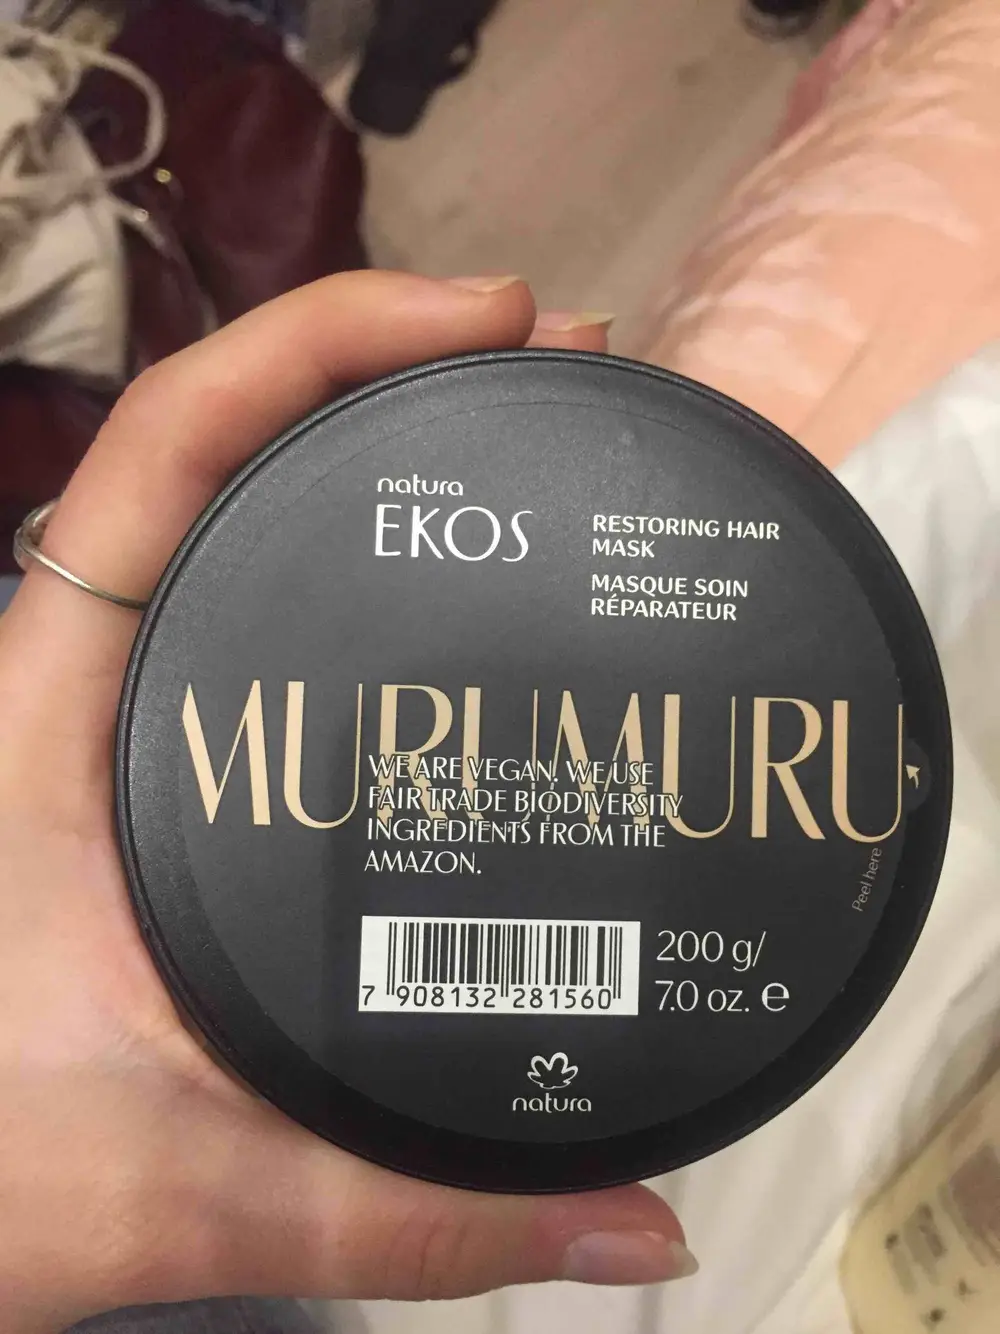 natura
EKOS
RESTORING HAIR
MASK
MASQUE SOIN
RÉPARATEUR
MURUMURU
WE ARE VEGAN. WE USE
FAIR TRADE BIODIVERSITY
INGREDIENTS FROM THE
AMAZON.
Peel here
7 908132 281560
200 g/
7.0 oz. e
natura